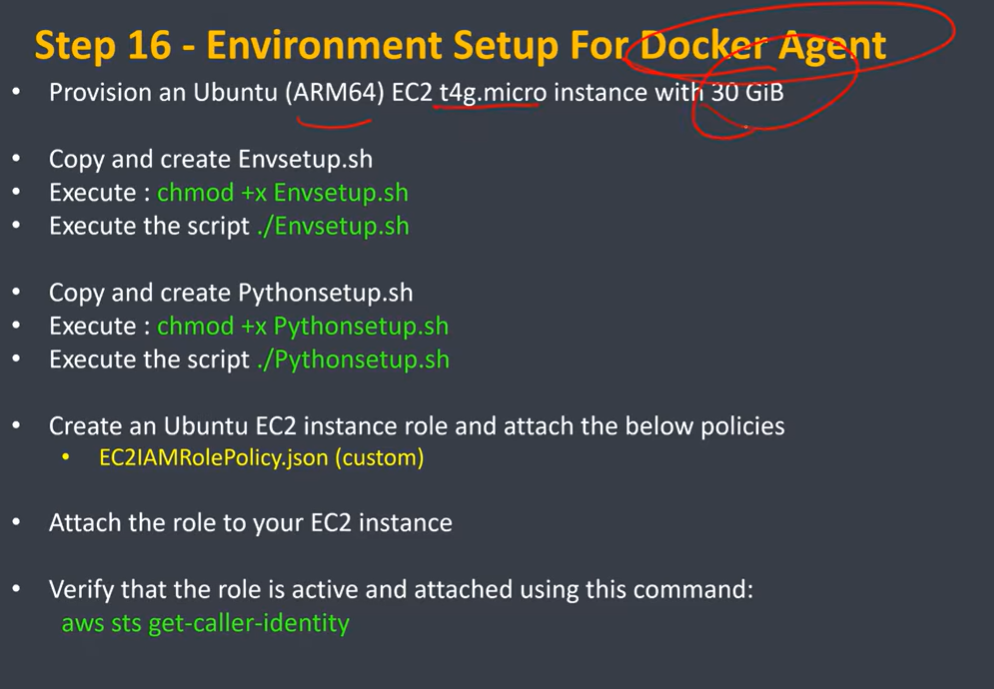 Step 16 - Environment Setup For Docker Agent
• Provision an Ubuntu (ARM64) EC2 t4g.micro instance with 30 GiB
• Copy and create Envsetup.sh
• Execute : chmod +x Envsetup.sh
• Execute the script ./Envsetup.sh
• Copy and create Pythonsetup.sh
• Execute : chmod +x Pythonsetup.sh
• Execute the script ./Pythonsetup.sh
• Create an Ubuntu EC2 instance role and attach the below policies
• EC2IAMRolePolicy.json (custom)
• Attach the role to your EC2 instance
• Verify that the role is active and attached using this command:
aws sts get-caller-identity